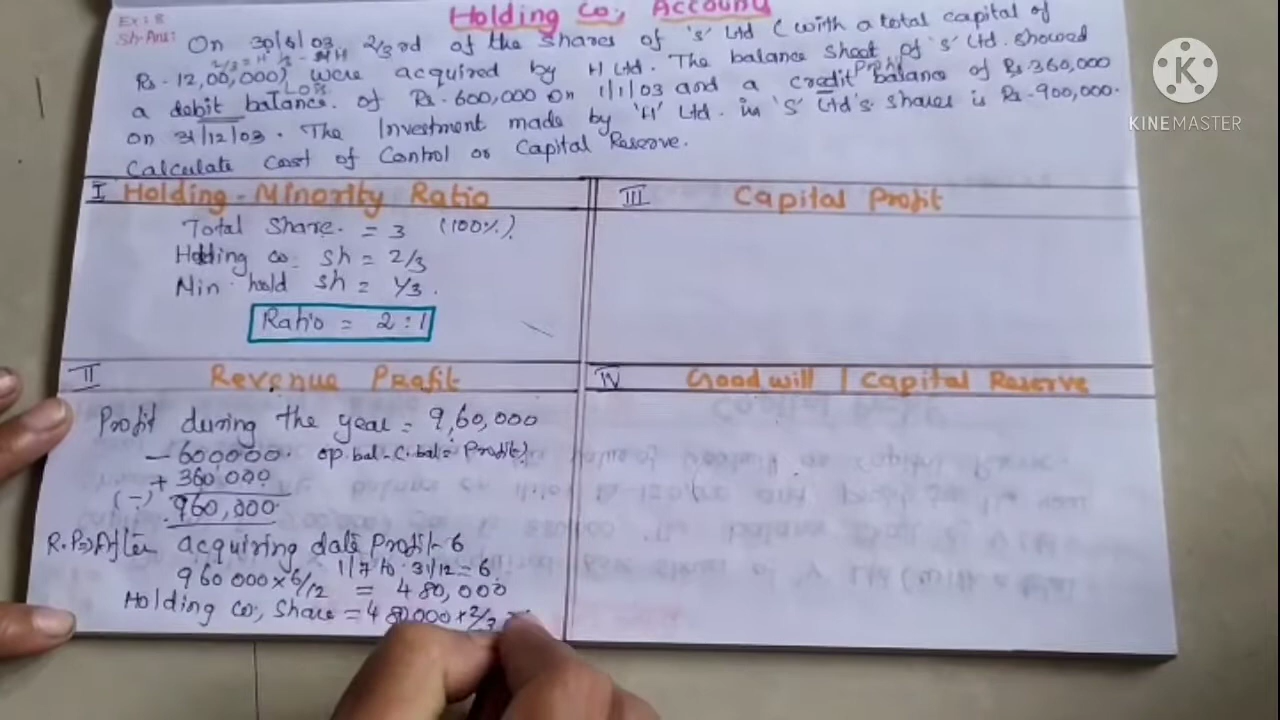 Holding Co, Account
Ex: 8
Sh-Ans:
On 30/6/03 2/3rd of the shares of 's' Ltd (with a total capital of
Rs. 12,00,000) were acquired by H Ltd. The balance sheet of 's' Ltd. showed
Loss
Profit
a debit balance of Rs. 600,000 on 1/1/03 and a credit balance of Rs. 360,000
on 31/12/03. The Investment made by 'H' Ltd. in 'S' Ltd's shares is Rs. 900,000.
Calculate cost of Control or Capital Reserve.
I Holding - Minority Ratio
Total Share = 3 (100%)
Holding co: sh = 2/3
Min. hold sh = 1/3.
Ratio = 2:1
II Revenue Profit
Profit during the year = 9,60,000
- 600000. op.bal - C.bal = Profit
+ 360,000
(-) 960,000
R.P. After acquiring date Profit - 6
1/7 to 31/12 = 6
960000 × 6/12 = 480,000
Holding Co, Share = 480000 × 2/3
III Capital Profit
IV Goodwill / Capital Reserve
K
KINEMASTER